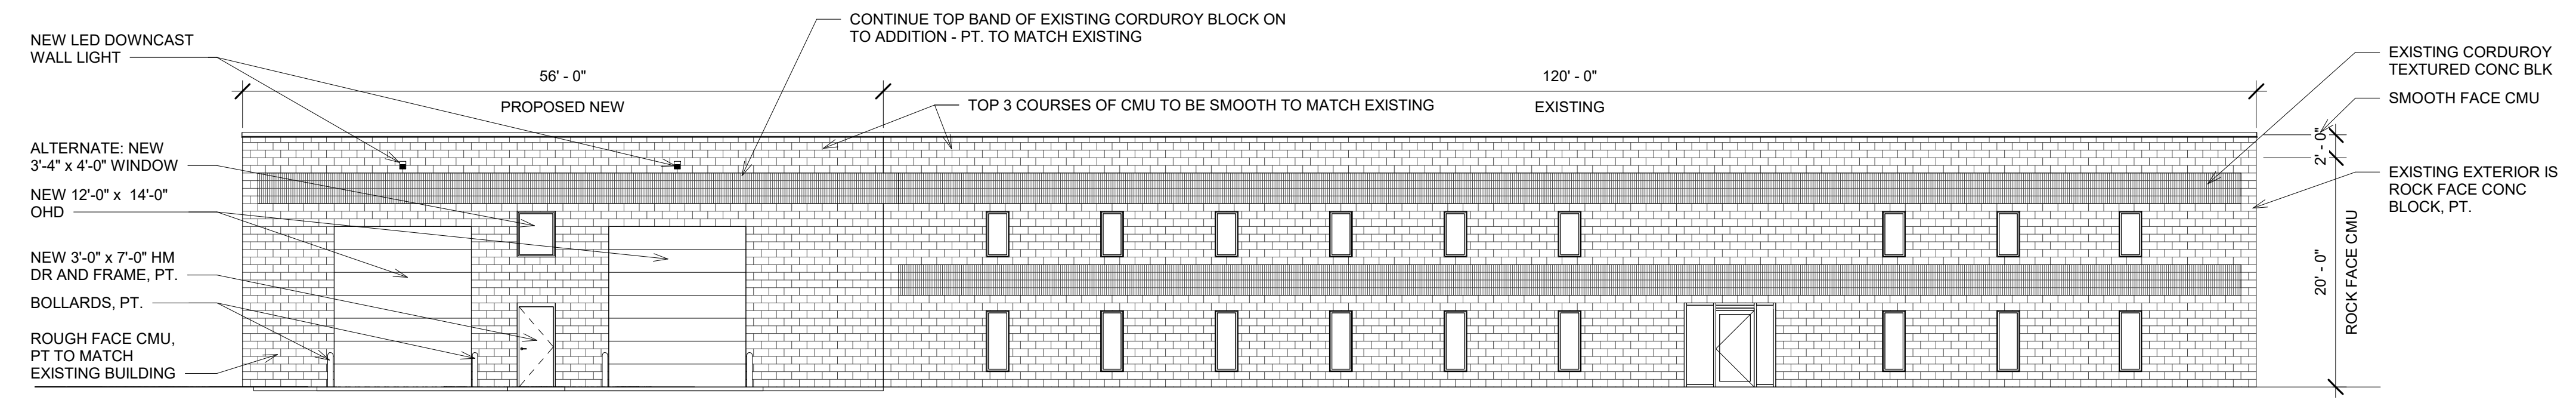 CONTINUE TOP BAND OF EXISTING CORDUROY BLOCK ON
TO ADDITION - PT. TO MATCH EXISTING
NEW LED DOWNCAST
WALL LIGHT
56' - 0"
PROPOSED NEW
120' - 0"
EXISTING
TOP 3 COURSES OF CMU TO BE SMOOTH TO MATCH EXISTING
ALTERNATE: NEW
3'-4" x 4'-0" WINDOW
NEW 12'-0" x 14'-0"
OHD
NEW 3'-0" x 7'-0" HM
DR AND FRAME, PT.
BOLLARDS, PT.
ROUGH FACE CMU,
PT TO MATCH
EXISTING BUILDING
EXISTING CORDUROY
TEXTURED CONC BLK
SMOOTH FACE CMU
2' - 0"
EXISTING EXTERIOR IS
ROCK FACE CONC
BLOCK, PT.
20' - 0"
ROCK FACE CMU